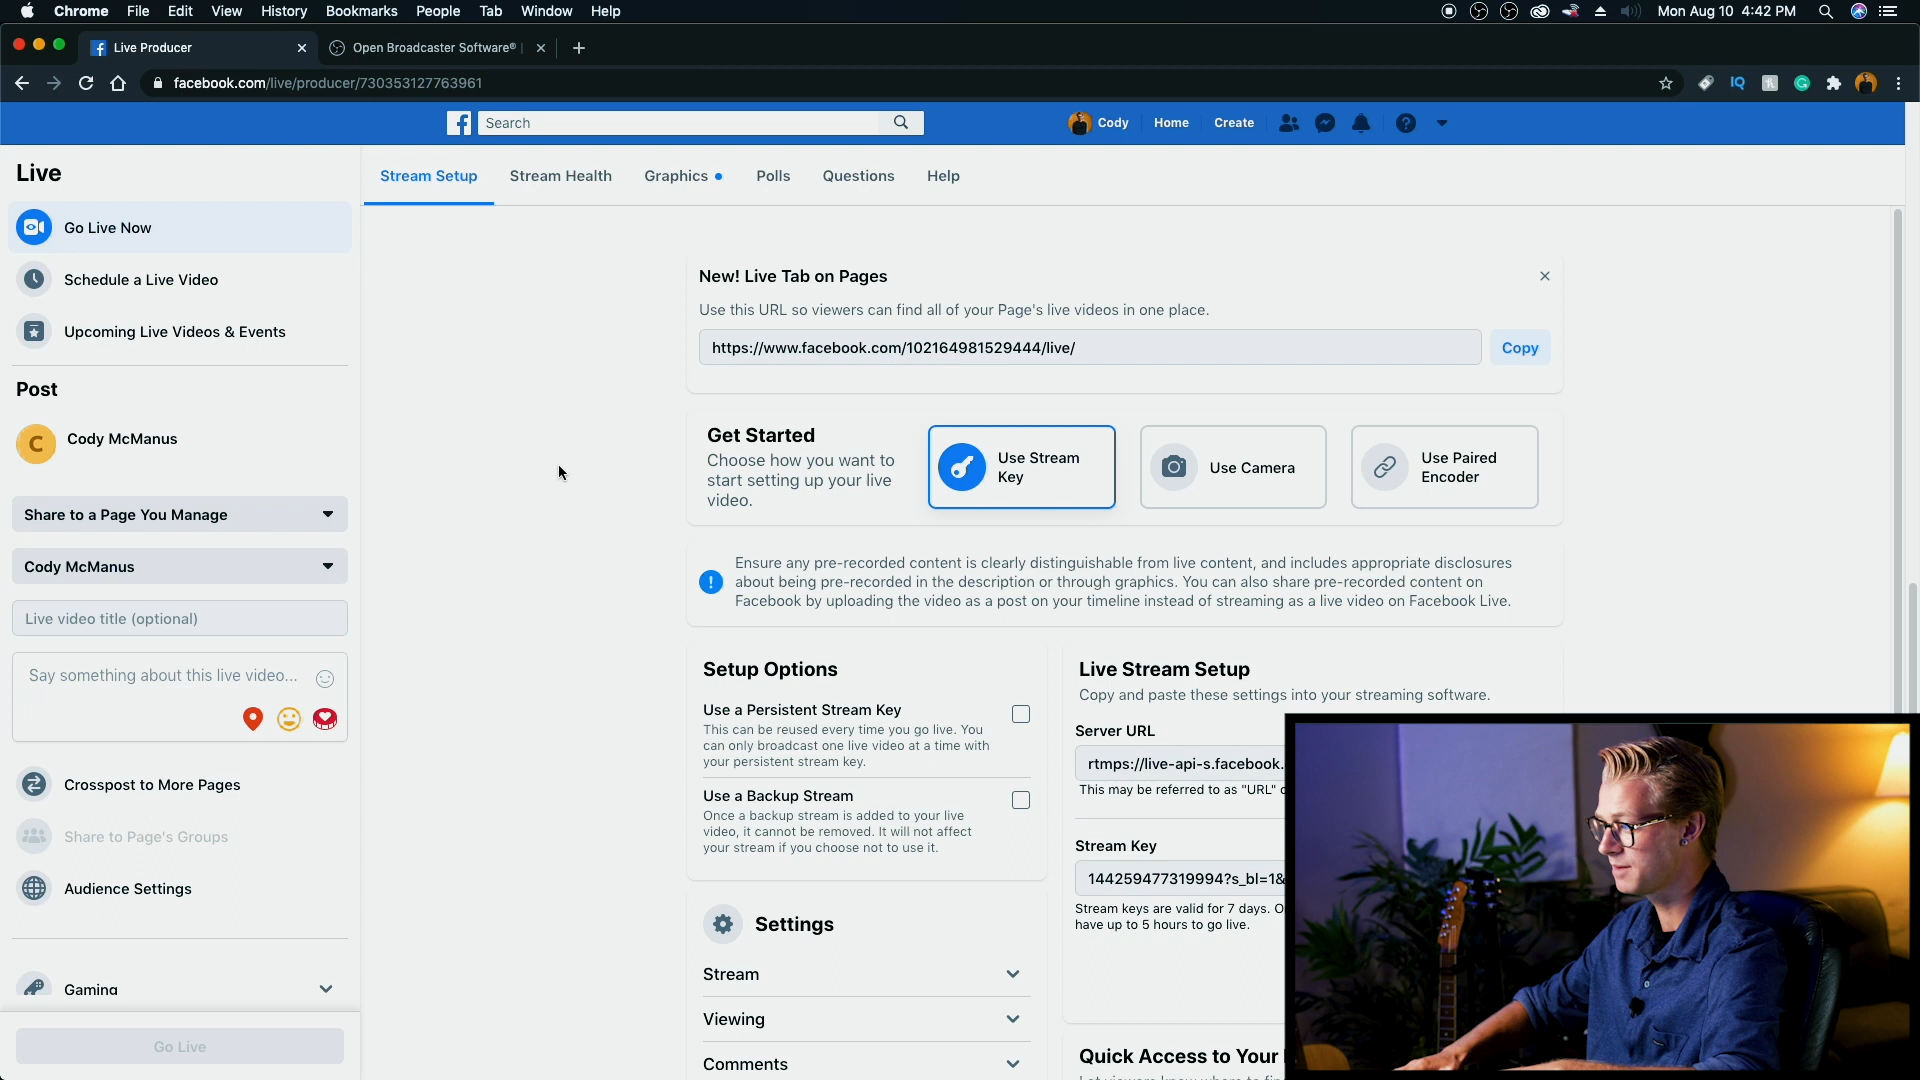 Chrome File Edit View History Bookmarks People Tab Window Help
Mon Aug 10 4:42 PM
Live Producer
Open Broadcaster Software®
facebook.com/live/producer/730353127763961
Search
Cody
Home
Create
Live
Go Live Now
Schedule a Live Video
Upcoming Live Videos & Events
Post
C
Cody McManus
Share to a Page You Manage
Cody McManus
Live video title (optional)
Say something about this live video...
Crosspost to More Pages
Share to Page's Groups
Audience Settings
Gaming
Go Live
Stream Setup
Stream Health
Graphics
Polls
Questions
Help
New! Live Tab on Pages
Use this URL so viewers can find all of your Page's live videos in one place.
https://www.facebook.com/102164981529444/live/
Copy
Get Started
Choose how you want to
start setting up your live
video.
Use Stream
Key
Use Camera
Use Paired
Encoder
Ensure any pre-recorded content is clearly distinguishable from live content, and includes appropriate disclosures
about being pre-recorded in the description or through graphics. You can also share pre-recorded content on
Facebook by uploading the video as a post on your timeline instead of streaming as a live video on Facebook Live.
Setup Options
Use a Persistent Stream Key
This can be reused every time you go live. You
can only broadcast one live video at a time with
your persistent stream key.
Use a Backup Stream
Once a backup stream is added to your live
video, it cannot be removed. It will not affect
your stream if you choose not to use it.
Settings
Stream
Viewing
Comments
Live Stream Setup
Copy and paste these settings into your streaming software.
Server URL
rtmps://live-api-s.facebook.
This may be referred to as "URL"
Stream Key
144259477319994?s_bl=1&
Stream keys are valid for 7 days.
have up to 5 hours to go live.
Quick Access to Your